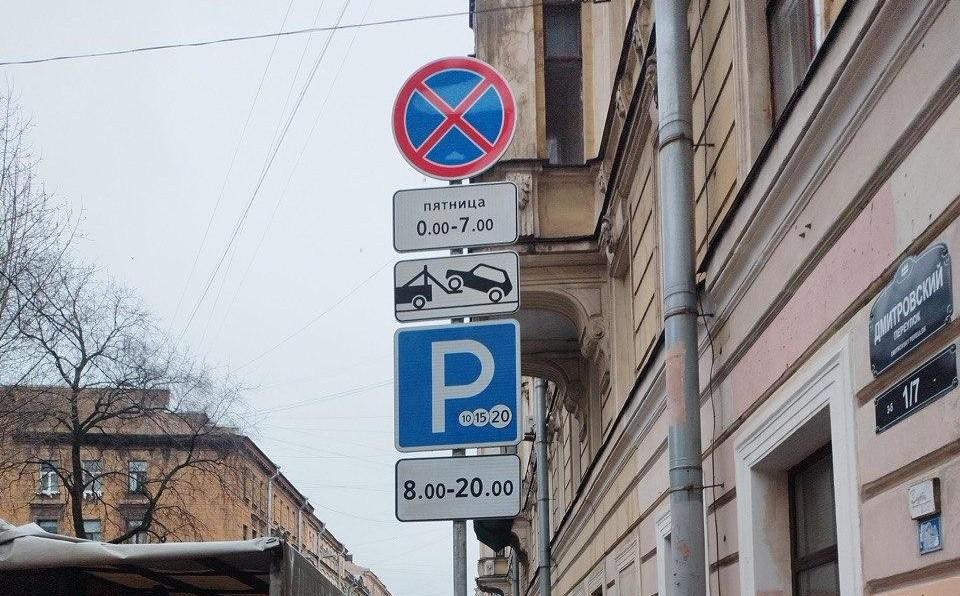 пятница
0.00-7.00
P
10 15 20
8.00-20.00
ДМИТРОВСКИЙ
ПЕРЕУЛОК
1/7